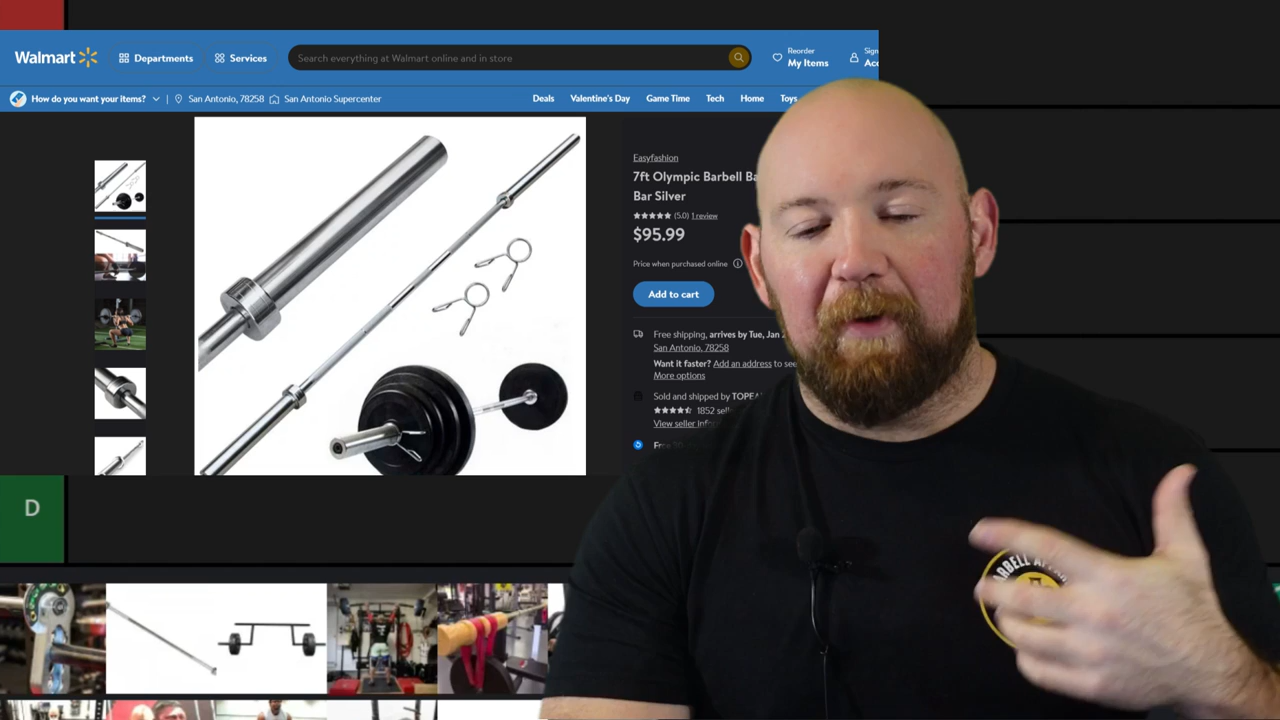 Walmart
Departments
Services
Search everything at Walmart online and in store
Reorder
My Items
Sign
Acc
How do you want your items?
San Antonio, 78258
San Antonio Supercenter
Deals
Valentine's Day
Game Time
Tech
Home
Toys
Easyfashion
7ft Olympic Barbell Ba
Bar Silver
(5.0) 1 review
$95.99
Price when purchased online
Add to cart
Free shipping, arrives by Tue, Jan
San Antonio, 78258
Want it faster? Add an address to see
More options
Sold and shipped by TOPEA
1852 sell
View seller info
Free
D
BARBELL